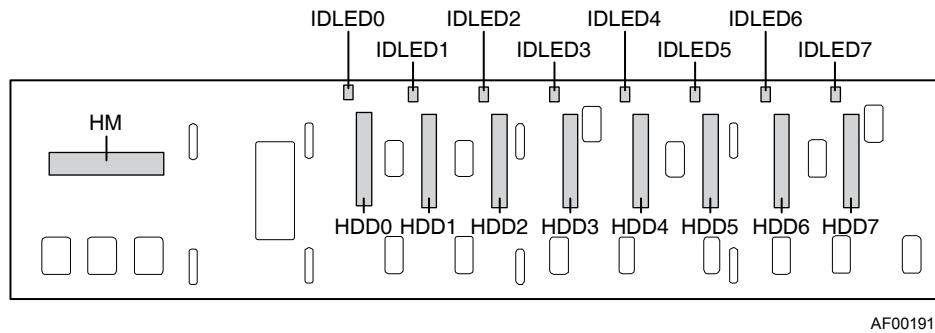 IDLED0 IDLED2 IDLED4 IDLED6
IDLED1 IDLED3 IDLED5 IDLED7
HM
HDD0 HDD1 HDD2 HDD3 HDD4 HDD5 HDD6 HDD7
AF00191